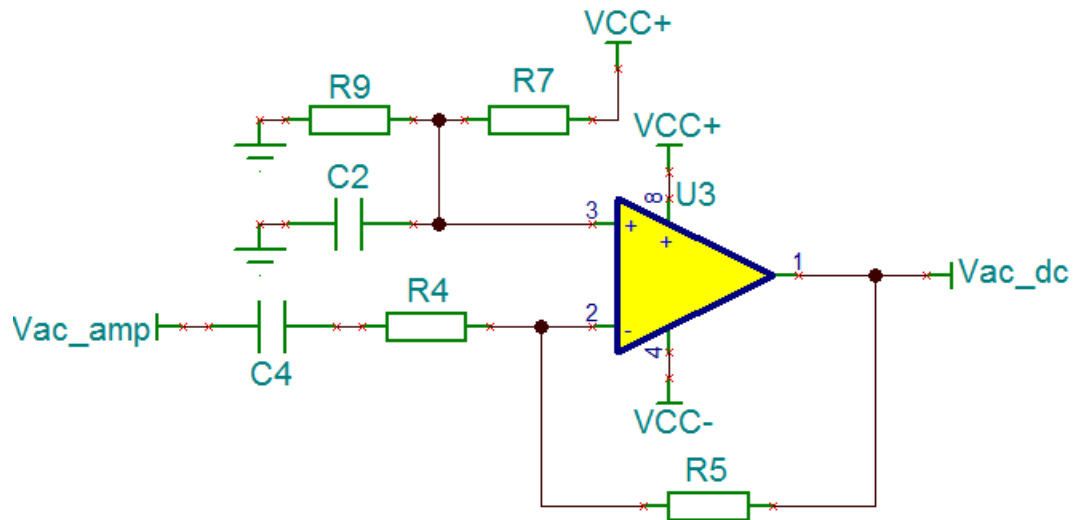 VCC+
R9
R7
VCC+
C2
8
U3
3
+
+
1
Vac_dc
R4
2
-
Vac_amp
C4
4
VCC-
R5